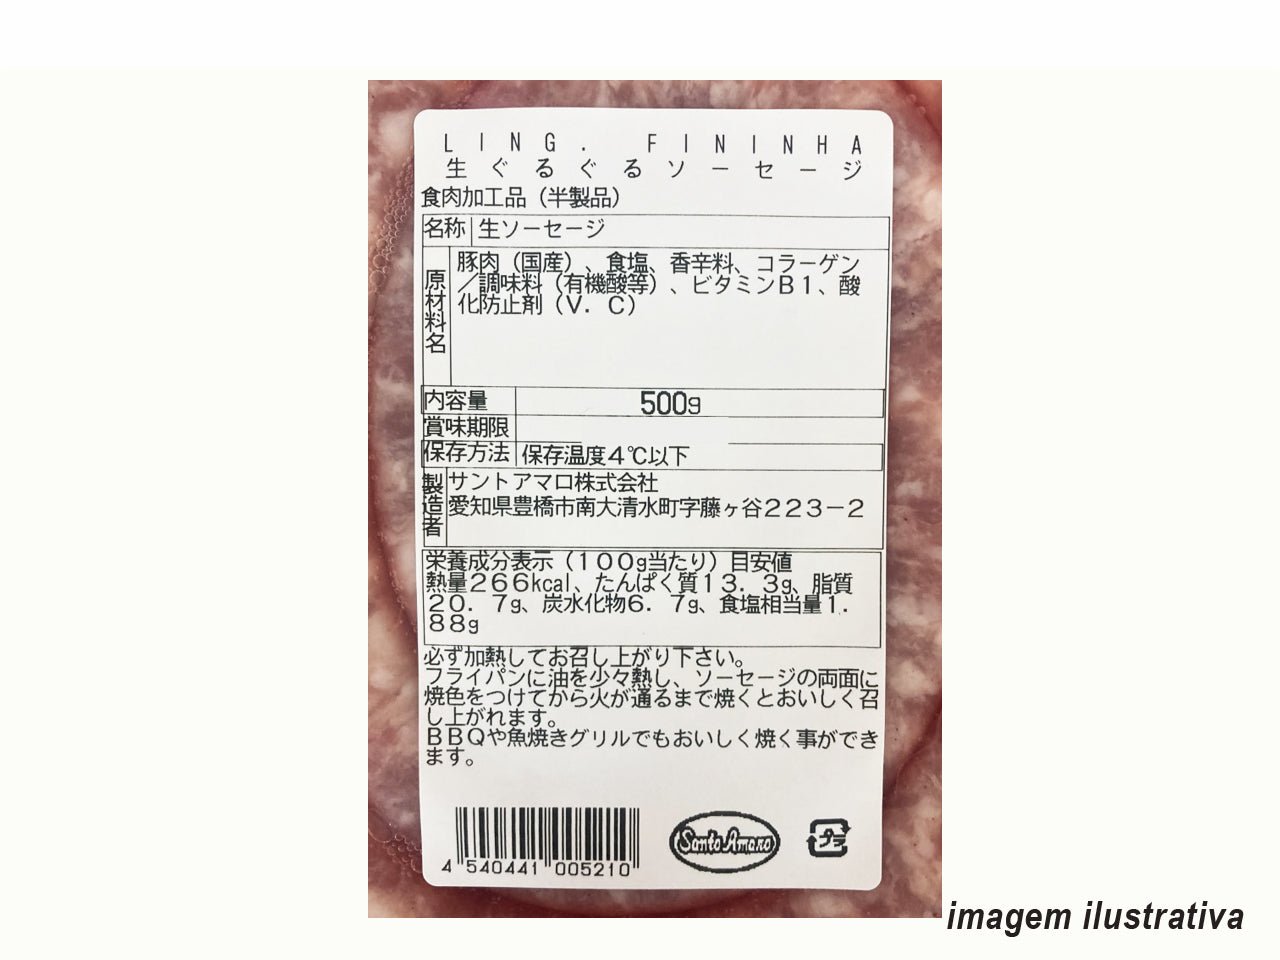 LING. FININHA
生ぐるぐるソーセージ
食肉加工品（半製品）
名称 生ソーセージ
原材料名
豚肉（国産）、食塩、香辛料、コラーゲン
／調味料（有機酸等）、ビタミンB1、酸
化防止剤（V．C）
内容量 500g
賞味期限
保存方法 保存温度4℃以下
製造者
サントアマロ株式会社
愛知県豊橋市南大清水町字藤ヶ谷223－2
栄養成分表示（100g当たり）目安値
熱量266kcal、たんぱく質13．3g、脂質
20．7g、炭水化物6．7g、食塩相当量1．
88g
必ず加熱してお召し上がり下さい。
フライパンに油を少々熱し、ソーセージの両面に
焼色をつけてから火が通るまで焼くとおいしく召
し上がれます。
BBQや魚焼きグリルでもおいしく焼く事ができ
ます。
4 540441 005210
Santo Amaro
プラ
imagem ilustrativa